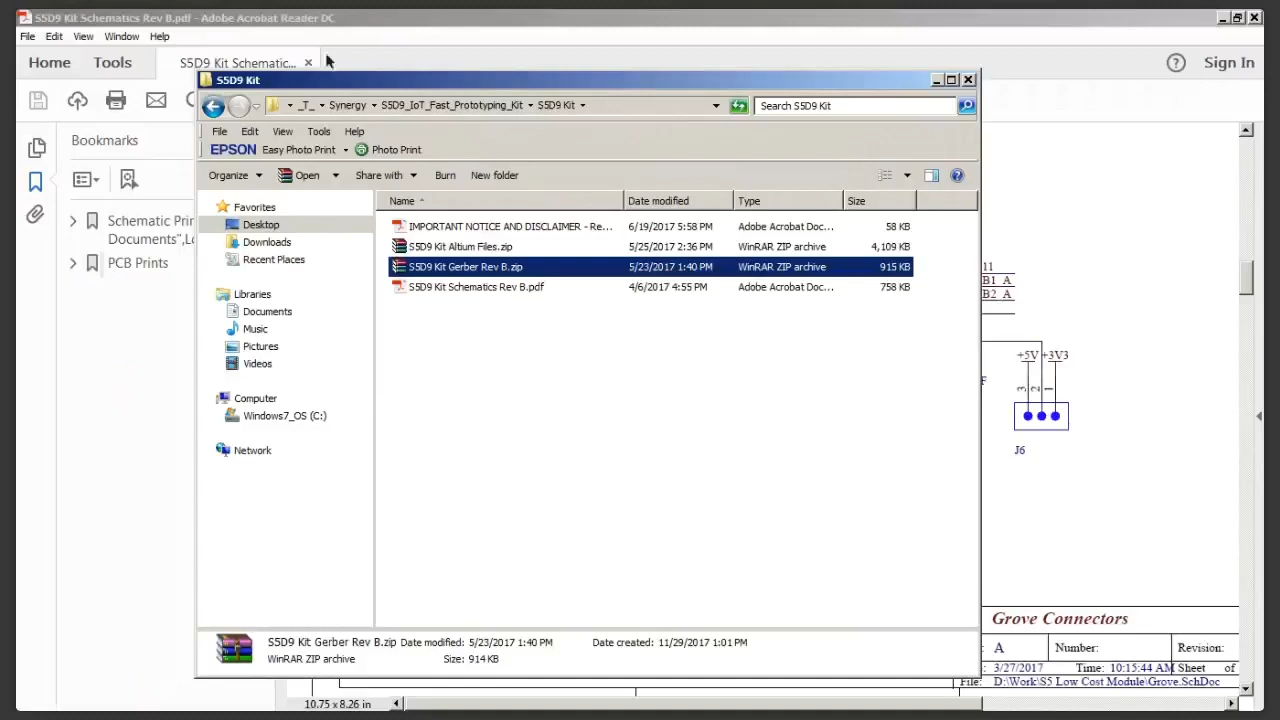 S5D9 Kit Schematics Rev B.pdf - Adobe Acrobat Reader DC
File Edit View Window Help
Home Tools S5D9 Kit Schematic... × Sign In
S5D9 Kit
_T_ Synergy S5D9_IoT_Fast_Prototyping_Kit S5D9 Kit Search S5D9 Kit
File Edit View Tools Help
EPSON Easy Photo Print Photo Print
Bookmarks
Organize Open Share with Burn New folder
Name Date modified Type Size
Favorites
Desktop
Downloads
Recent Places
Libraries
Documents
Music
Pictures
Videos
Computer
Windows7_OS (C:)
Network
IMPORTANT NOTICE AND DISCLAIMER - Re... 6/19/2017 5:58 PM Adobe Acrobat Doc... 58 KB
S5D9 Kit Altium Files.zip 5/25/2017 2:36 PM WinRAR ZIP archive 4,109 KB
S5D9 Kit Gerber Rev B.zip 5/23/2017 1:40 PM WinRAR ZIP archive 915 KB
S5D9 Kit Schematics Rev B.pdf 4/6/2017 4:55 PM Adobe Acrobat Doc... 758 KB
Schematic Prin
Documents",Lo
PCB Prints
11
B1 A
B2 A
+5V +3V3
F
3 2 1
J6
S5D9 Kit Gerber Rev B.zip Date modified: 5/23/2017 1:40 PM Date created: 11/29/2017 1:01 PM
WinRAR ZIP archive Size: 914 KB
Grove Connectors
: A Number: Revision:
: 3/27/2017 Time: 10:15:44 AM Sheet of
File: D:\Work\S5 Low Cost Module\Grove.SchDoc
10.75 x 8.26 in